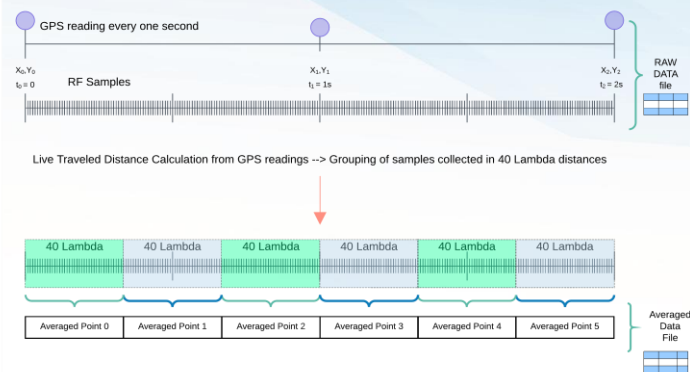 GPS reading every one second
X₀,Y₀
t₀ = 0
X₁,Y₁
t₁ = 1s
X₂,Y₂
t₂ = 2s
RF Samples
RAW
DATA
file
Live Traveled Distance Calculation from GPS readings --> Grouping of samples collected in 40 Lambda distances
40 Lambda
40 Lambda
40 Lambda
40 Lambda
40 Lambda
40 Lambda
Averaged Point 0
Averaged Point 1
Averaged Point 2
Averaged Point 3
Averaged Point 4
Averaged Point 5
Averaged
Data
File